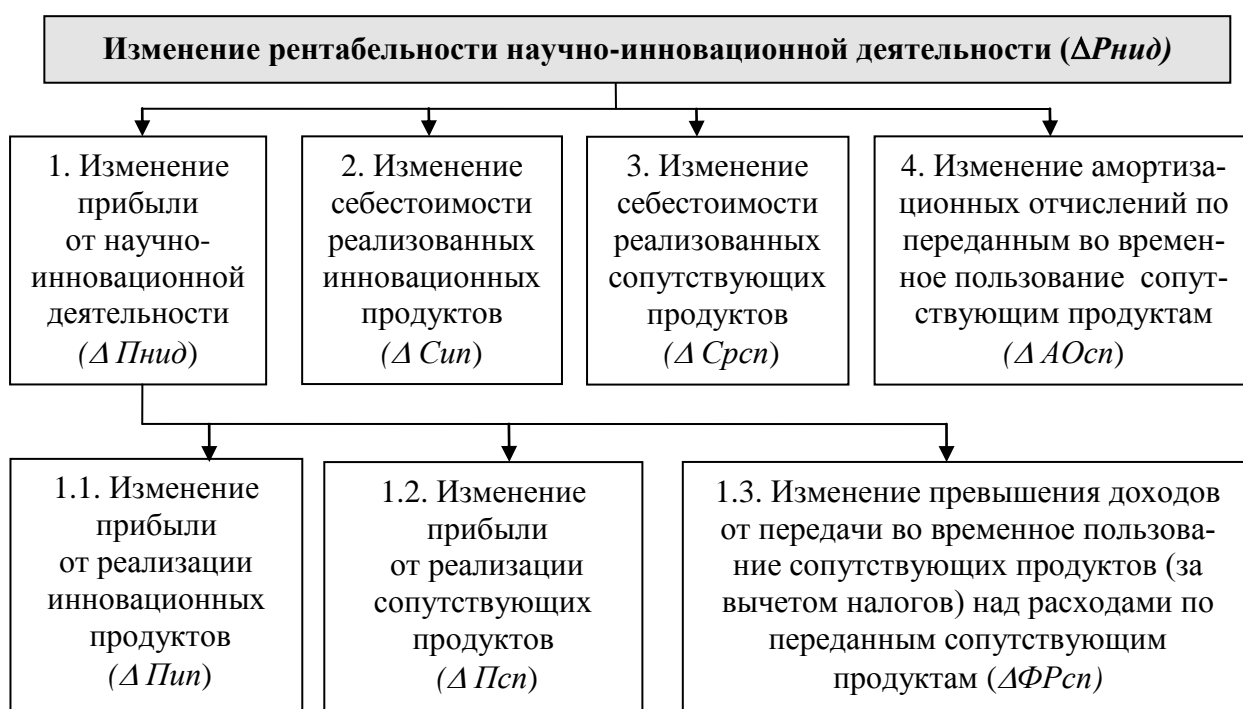 Изменение рентабельности научно-инновационной деятельности (ΔРнид)
1. Изменение
прибыли
от научно-
инновационной
деятельности
(Δ Пнид)
2. Изменение
себестоимости
реализованных
инновационных
продуктов
(Δ Сип)
3. Изменение
себестоимости
реализованных
сопутствующих
продуктов
(Δ Срсп)
4. Изменение амортиза-
ционных отчислений по
переданным во времен-
ное пользование сопут-
ствующим продуктам
(Δ АОсп)
1.1. Изменение
прибыли
от реализации
инновационных
продуктов
(Δ Пип)
1.2. Изменение
прибыли
от реализации
сопутствующих
продуктов
(Δ Псп)
1.3. Изменение превышения доходов
от передачи во временное пользова-
ние сопутствующих продуктов (за
вычетом налогов) над расходами по
переданным сопутствующим
продуктам (ΔФРсп)